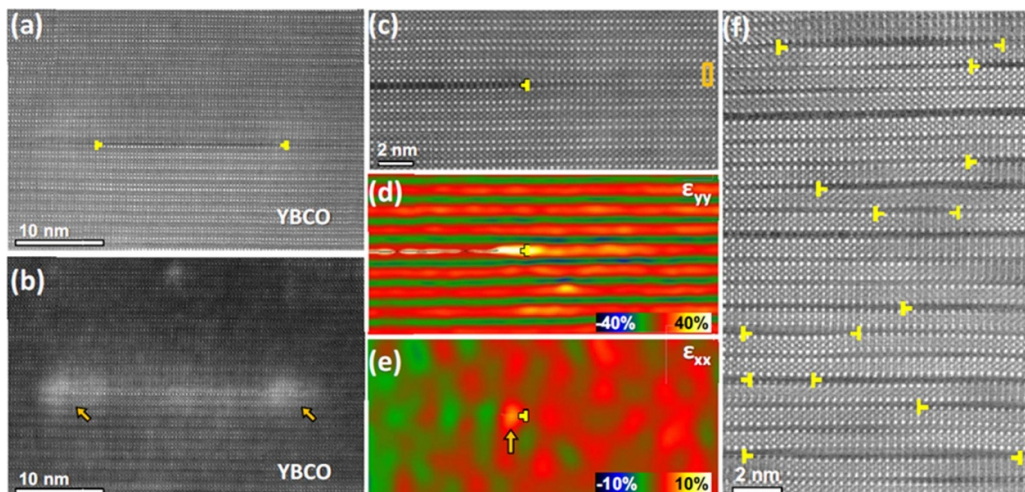 (a)
YBCO
10 nm
(b)
YBCO
10 nm
(c)
2 nm
(d)
εyy
-40%
40%
(e)
εxx
-10%
10%
(f)
2 nm